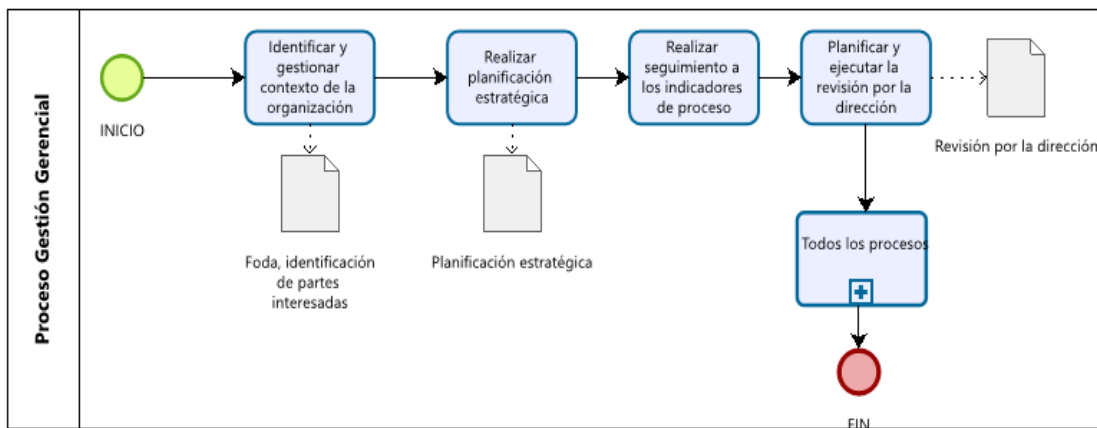 Proceso Gestión Gerencial
INICIO
Identificar y
gestionar
contexto de la
organización
Realizar
planificación
estratégica
Realizar
seguimiento a
los indicadores
de proceso
Planificar y
ejecutar la
revisión por la
dirección
Revisión por la dirección
Foda, identificación
de partes
interesadas
Planificación estratégica
Todos los procesos
FIN